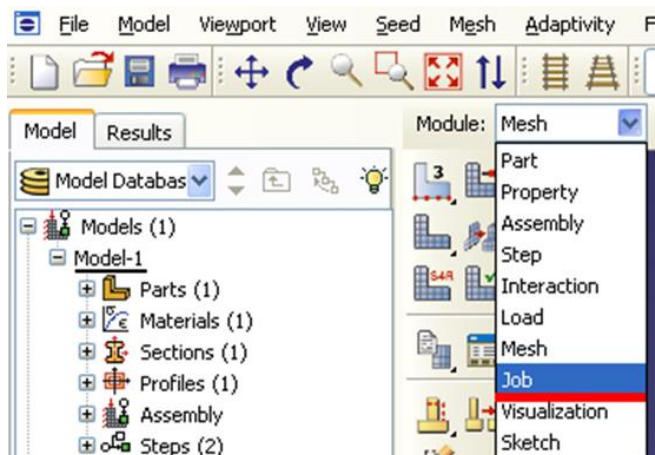 File Model Viewport View Seed Mesh Adaptivity F
Model Results
Module: Mesh
Model Databas
Models (1)
Model-1
Parts (1)
Materials (1)
Sections (1)
Profiles (1)
Assembly
Steps (2)
3
S4R
Part
Property
Assembly
Step
Interaction
Load
Mesh
Job
Visualization
Sketch